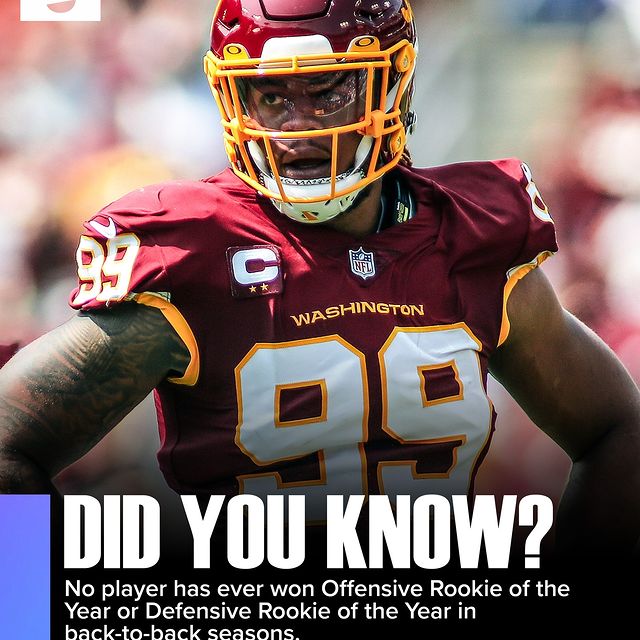 99
C
NFL
WASHINGTON
99
DID YOU KNOW?
No player has ever won Offensive Rookie of the
Year or Defensive Rookie of the Year in
back-to-back seasons.